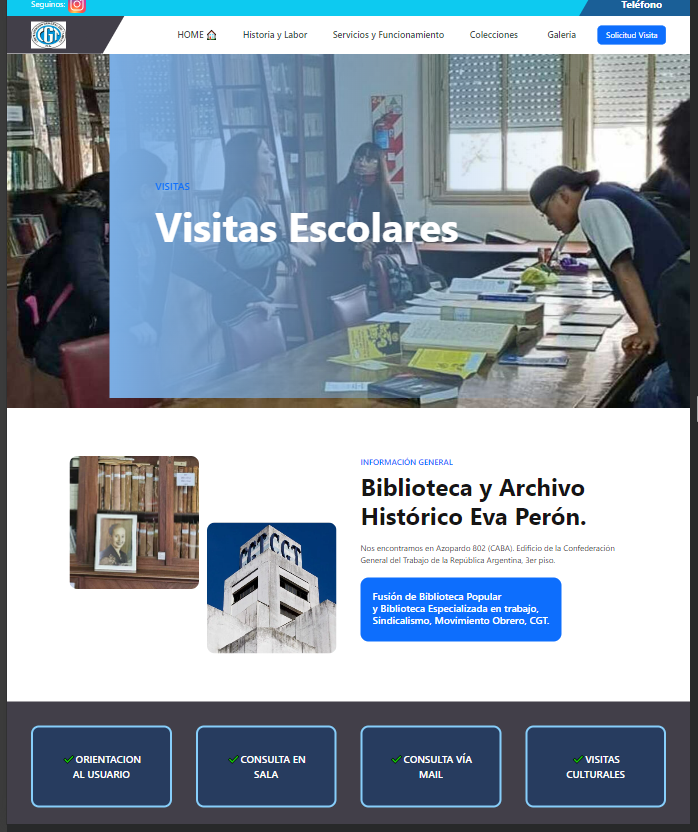 Seguinos:
Teléfono
CGT
HOME
Historia y Labor
Servicios y Funcionamiento
Colecciones
Galería
Solicitud Visita
VISITAS
Visitas Escolares
INFORMACIÓN GENERAL
Biblioteca y Archivo
Histórico Eva Perón.
Nos encontramos en Azopardo 802 (CABA). Edificio de la Confederación
General del Trabajo de la República Argentina, 3er piso.
CGT CGT
Fusión de Biblioteca Popular
y Biblioteca Especializada en trabajo,
Sindicalismo, Movimiento Obrero, CGT.
ORIENTACION
AL USUARIO
CONSULTA EN
SALA
CONSULTA VÍA
MAIL
VISITAS
CULTURALES